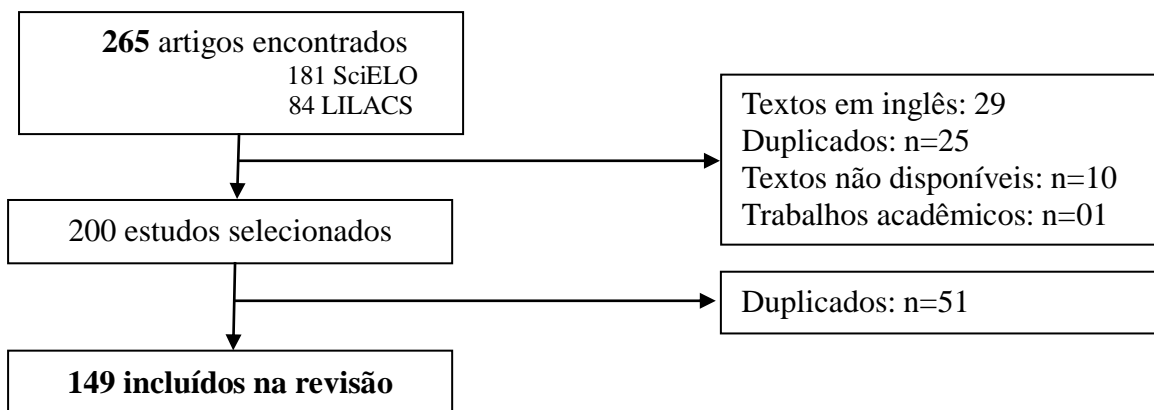 265 artigos encontrados
181 SciELO
84 LILACS
Textos em inglês: 29
Duplicados: n=25
Textos não disponíveis: n=10
Trabalhos acadêmicos: n=01
200 estudos selecionados
Duplicados: n=51
149 incluídos na revisão